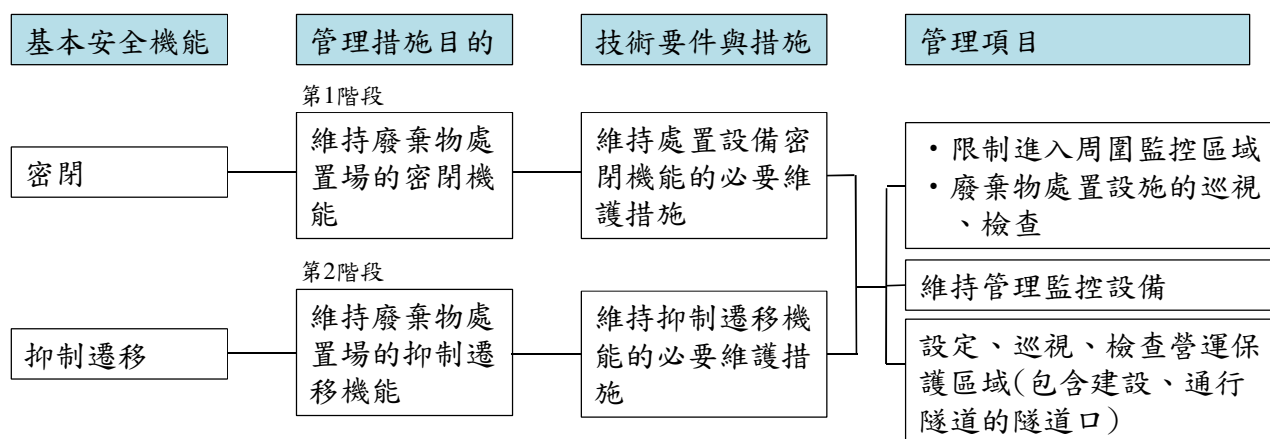 基本安全機能
管理措施目的
技術要件與措施
管理項目
第1階段
密閉
維持廢棄物處
置場的密閉機
能
維持處置設備密
閉機能的必要維
護措施
・限制進入周圍監控區域
・廢棄物處置設施的巡視
、檢查
第2階段
抑制遷移
維持廢棄物處
置場的抑制遷
移機能
維持抑制遷移機
能的必要維護措
施
維持管理監控設備
設定、巡視、檢查營運保
護區域(包含建設、通行
隧道的隧道口)